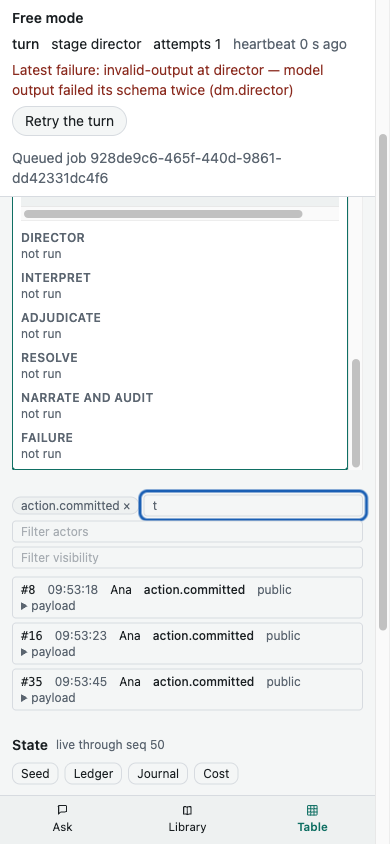 Free mode
turn stage director attempts 1 heartbeat 0 s ago
Latest failure: invalid-output at director — model
output failed its schema twice (dm.director)
Retry the turn
Queued job 928de9c6-465f-440d-9861-
dd42331dc4f6
DIRECTOR
not run
INTERPRET
not run
ADJUDICATE
not run
RESOLVE
not run
NARRATE AND AUDIT
not run
FAILURE
not run
action.committed × t
Filter actors
Filter visibility
#8 09:53:18 Ana action.committed public
▶ payload
#16 09:53:23 Ana action.committed public
▶ payload
#35 09:53:45 Ana action.committed public
▶ payload
State live through seq 50
Seed Ledger Journal Cost
Ask Library Table